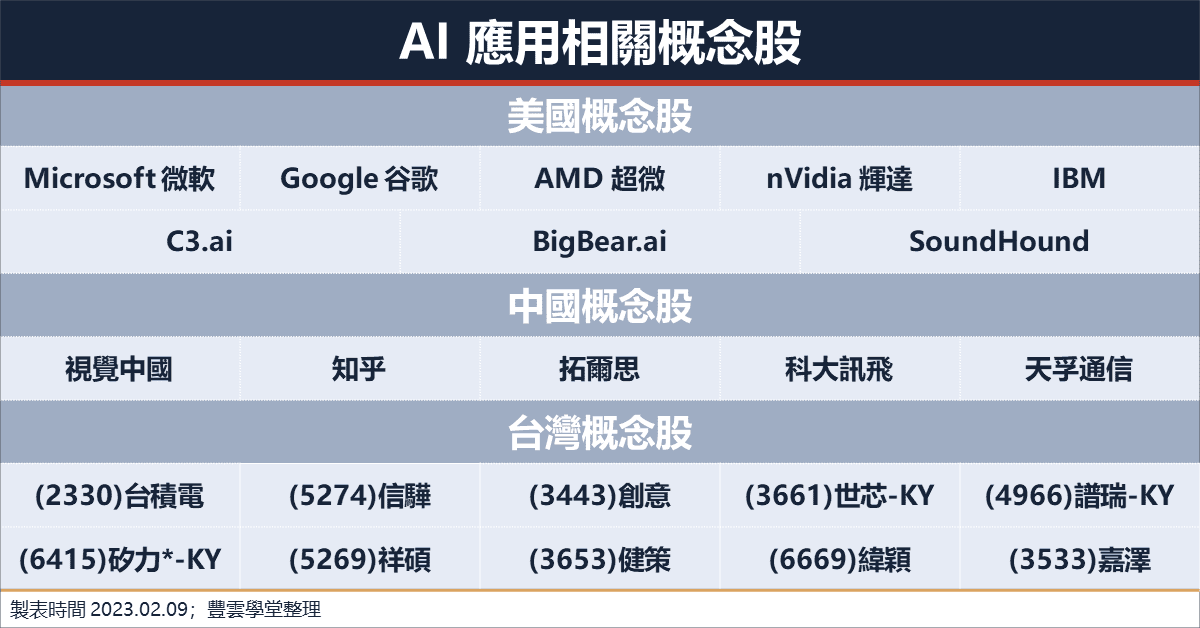 AI 應用相關概念股
美國概念股
Microsoft 微軟 Google 谷歌 AMD 超微 nVidia 輝達 IBM
C3.ai BigBear.ai SoundHound
中國概念股
視覺中國 知乎 拓爾思 科大訊飛 天孚通信
台灣概念股
(2330)台積電 (5274)信驊 (3443)創意 (3661)世芯-KY (4966)譜瑞-KY
(6415)矽力*-KY (5269)祥碩 (3653)健策 (6669)緯穎 (3533)嘉澤
製表時間 2023.02.09；豐雲學堂整理